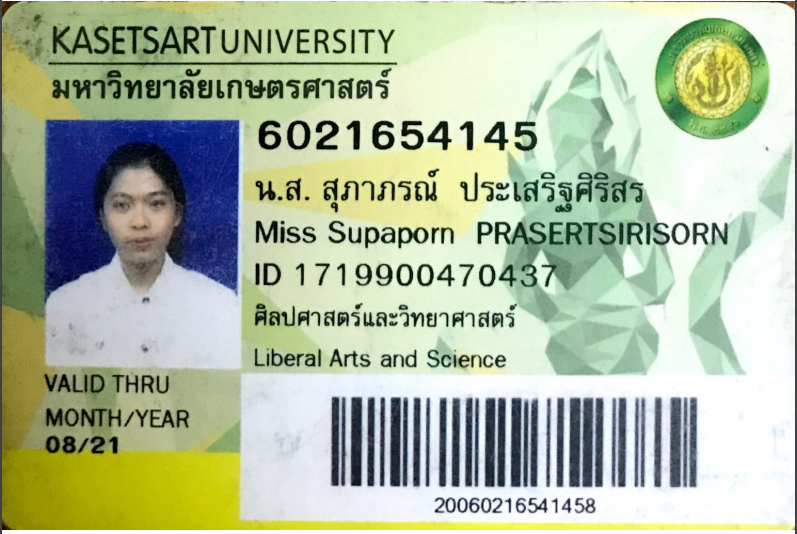 KASETSART UNIVERSITY
มหาวิทยาลัยเกษตรศาสตร์
6021654145
น.ส. สุภาภรณ์ ประเสริฐศิริสร
Miss Supaporn PRASERTSIRISORN
ID 1719900470437
ศิลปศาสตร์และวิทยาศาสตร์
Liberal Arts and Science
VALID THRU
MONTH/YEAR
08/21
20060216541458